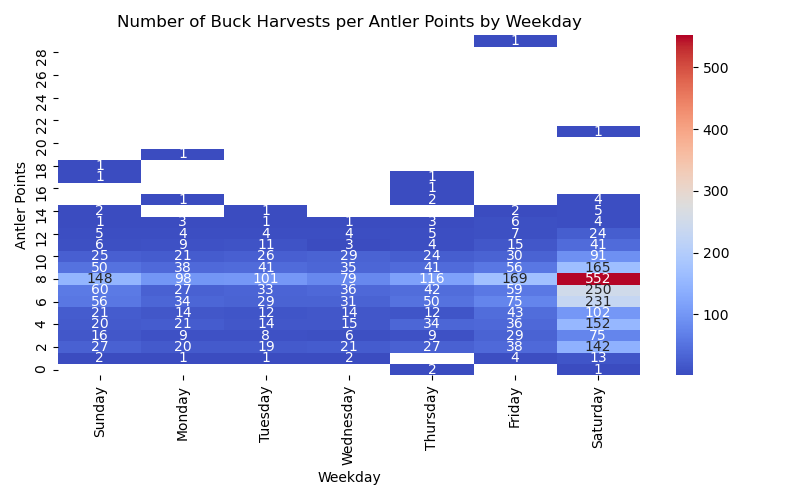 Number of Buck Harvests per Antler Points by Weekday
Antler Points
1
28
26
24
22
1
20
1
1
18
1 1
16 1
1 2 4
14 2 1 2 5
1 3 1 1 3 6 4
12 5 4 4 4 5 7 24
6 9 11 3 4 15 41
10 25 21 26 29 24 30 91
50 38 41 35 41 56 165
8 148 98 101 79 116 169 552
60 27 33 36 42 59 250
6 56 34 29 31 50 75 231
21 14 12 14 12 43 102
4 20 21 14 15 34 36 152
16 9 8 6 9 29 75
2 27 20 19 21 27 38 142
2 1 1 2 4 13
0 2 1
Sunday Monday Tuesday Wednesday Thursday Friday Saturday
Weekday
500
400
300
200
100